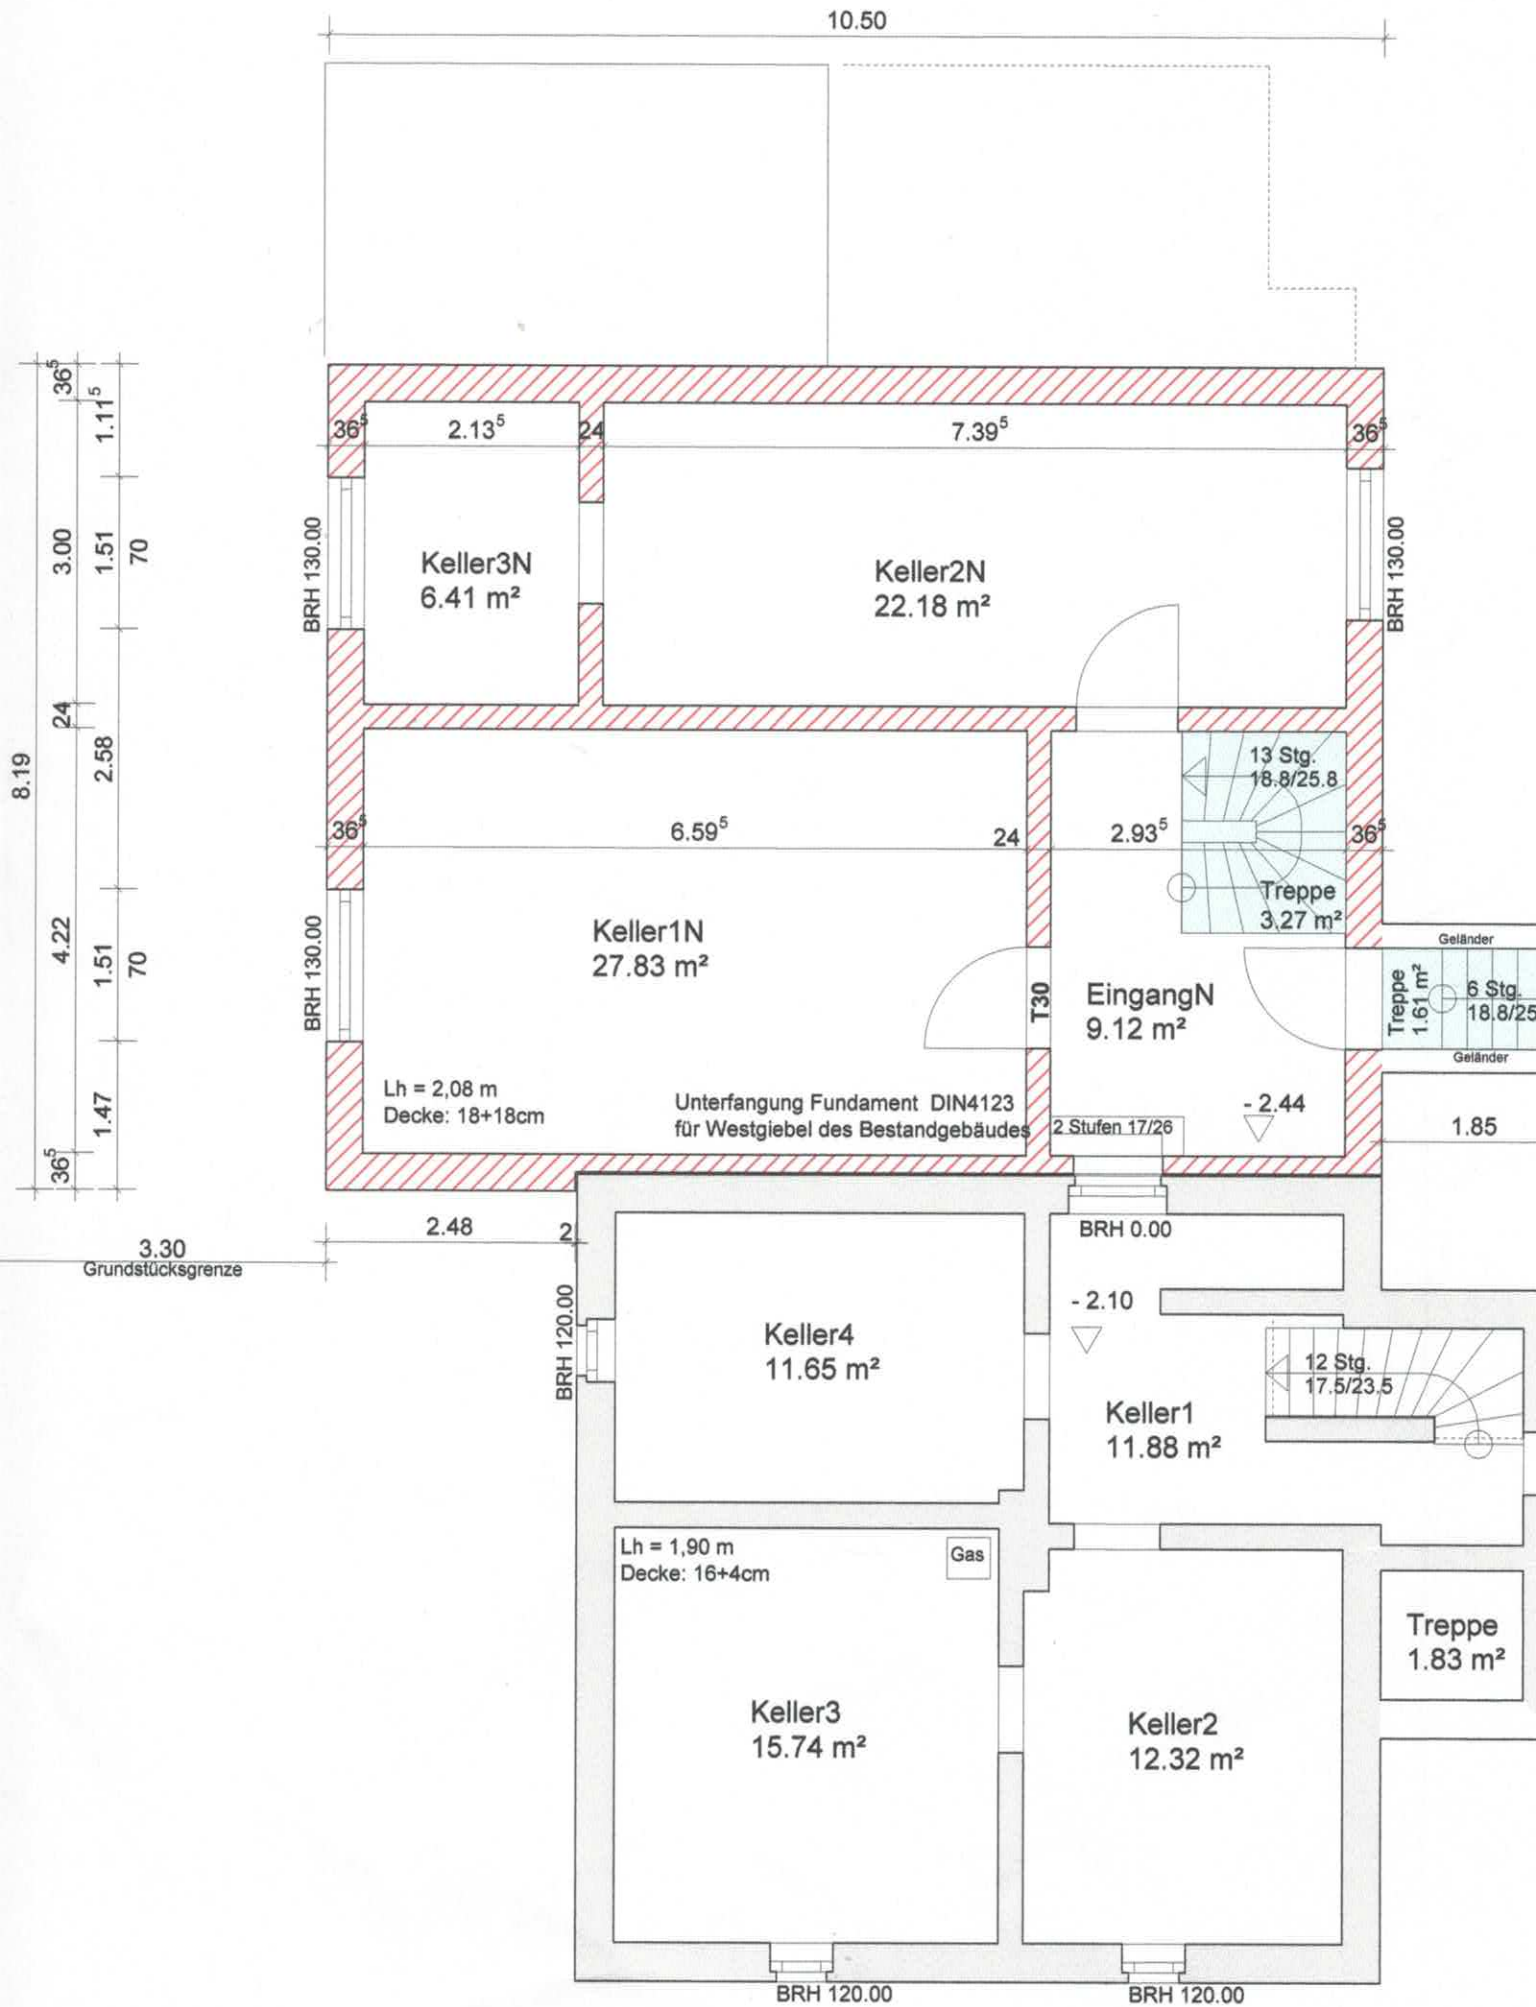 10.50
36⁵
1.11⁵
36⁵
2.13⁵
24
7.39⁵
36⁵
3.00
1.51
70
BRH 130.00
Keller3N
6.41 m²
Keller2N
22.18 m²
BRH 130.00
24
8.19
2.58
13 Stg.
18.8/25.8
36⁵
6.59⁵
24
2.93⁵
36⁵
Treppe
3.27 m²
4.22
1.51
70
BRH 130.00
Keller1N
27.83 m²
T30
EingangN
9.12 m²
Geländer
Treppe
1.61 m²
6 Stg.
18.8/25
Geländer
1.47
36⁵
Lh = 2,08 m
Decke: 18+18cm
Unterfangung Fundament DIN4123
für Westgiebel des Bestandgebäudes
2 Stufen 17/26
- 2.44
1.85
2.48
2
3.30
Grundstücksgrenze
BRH 0.00
- 2.10
BRH 120.00
Keller4
11.65 m²
12 Stg.
17.5/23.5
Keller1
11.88 m²
Lh = 1,90 m
Decke: 16+4cm
Gas
Treppe
1.83 m²
Keller3
15.74 m²
Keller2
12.32 m²
BRH 120.00
BRH 120.00